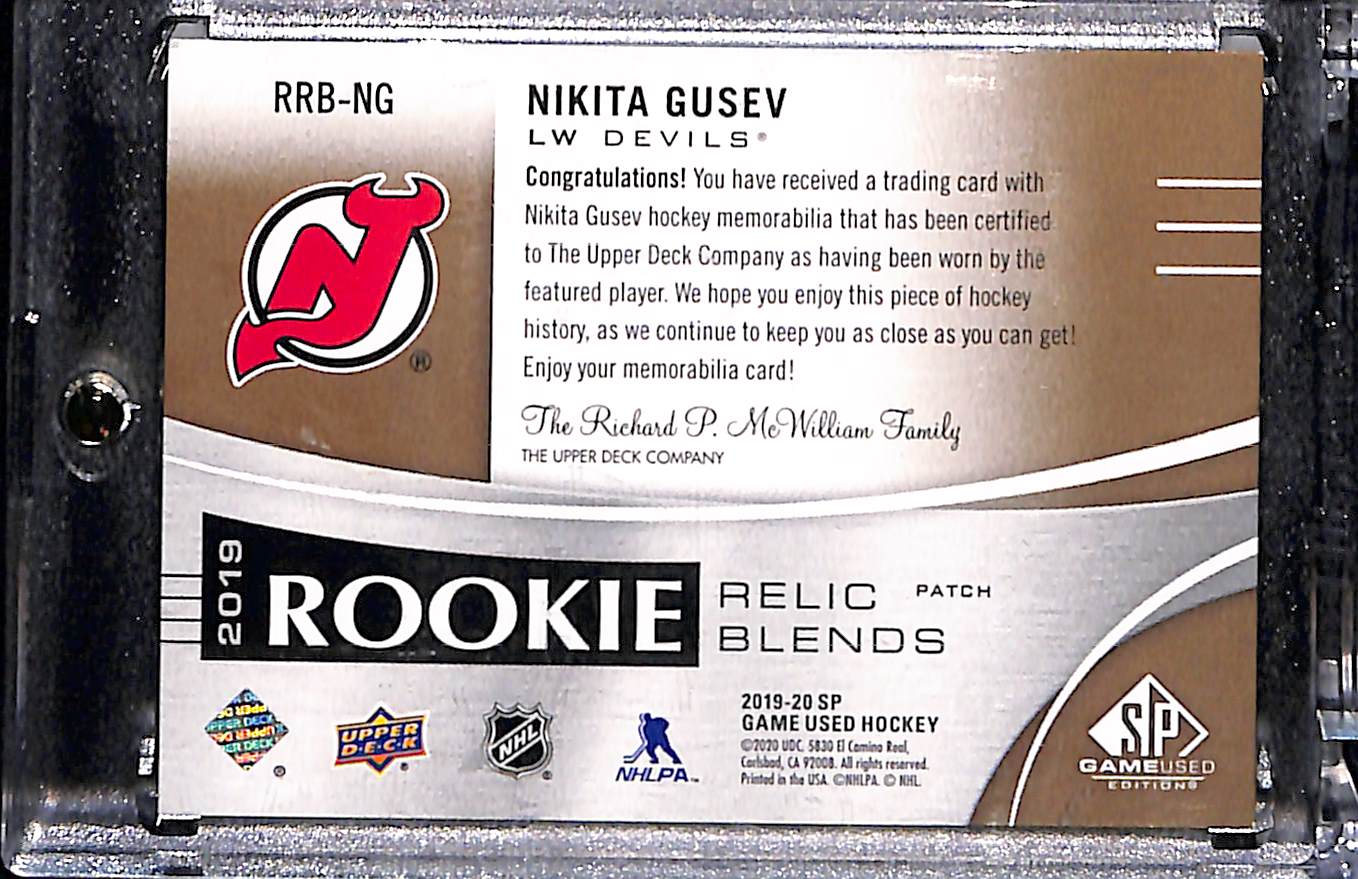 RRB-NG
NIKITA GUSEV
LW DEVILS®
Congratulations! You have received a trading card with
Nikita Gusev hockey memorabilia that has been certified
to The Upper Deck Company as having been worn by the
featured player. We hope you enjoy this piece of hockey
history, as we continue to keep you as close as you can get!
Enjoy your memorabilia card!
The Richard P. McWilliam Family
THE UPPER DECK COMPANY
2019
ROOKIE
RELIC PATCH
BLENDS
UPPER
D·E·C·K
NHL
NHLPA™
2019-20 SP
GAME USED HOCKEY
©2020 UDC, 5830 El Camino Real,
Carlsbad, CA 92008. All rights reserved.
Printed in the USA. ©NHLPA. © NHL.
SP
GAMEUSED
EDITIONS